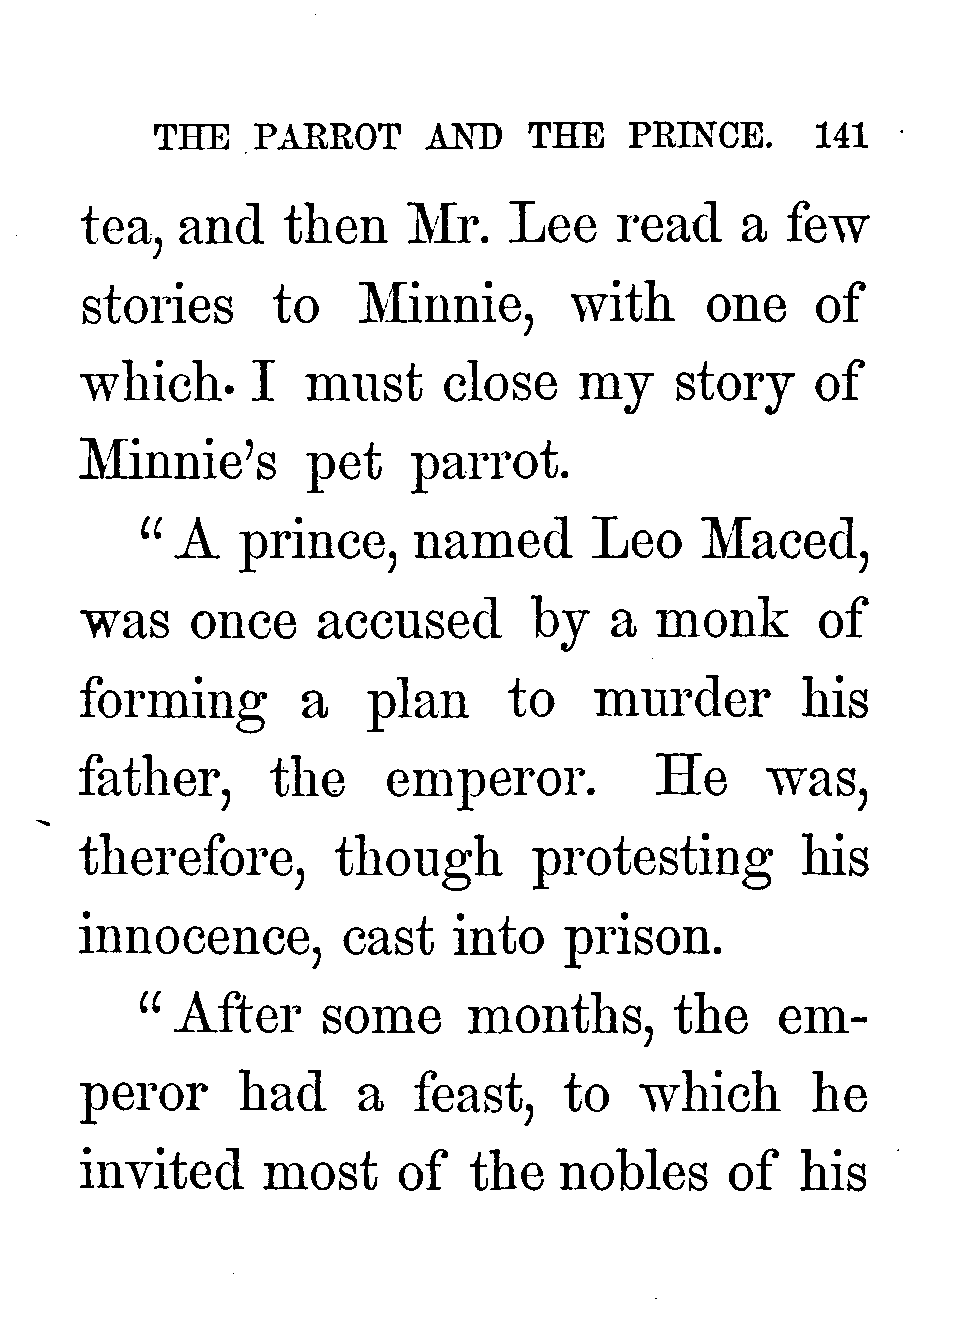 THE PARROT AND THE PRINCE. 141
tea, and then Mr. Lee read a few
stories to Minnie, with one of
which I must close my story of
Minnie's pet parrot.
“A prince, named Leo Maced,
was once accused by a monk of
forming a plan to murder his
father, the emperor. He was,
therefore, though protesting his
innocence, cast into prison.
“After some months, the em-
peror had a feast, to which he
invited most of the nobles of his